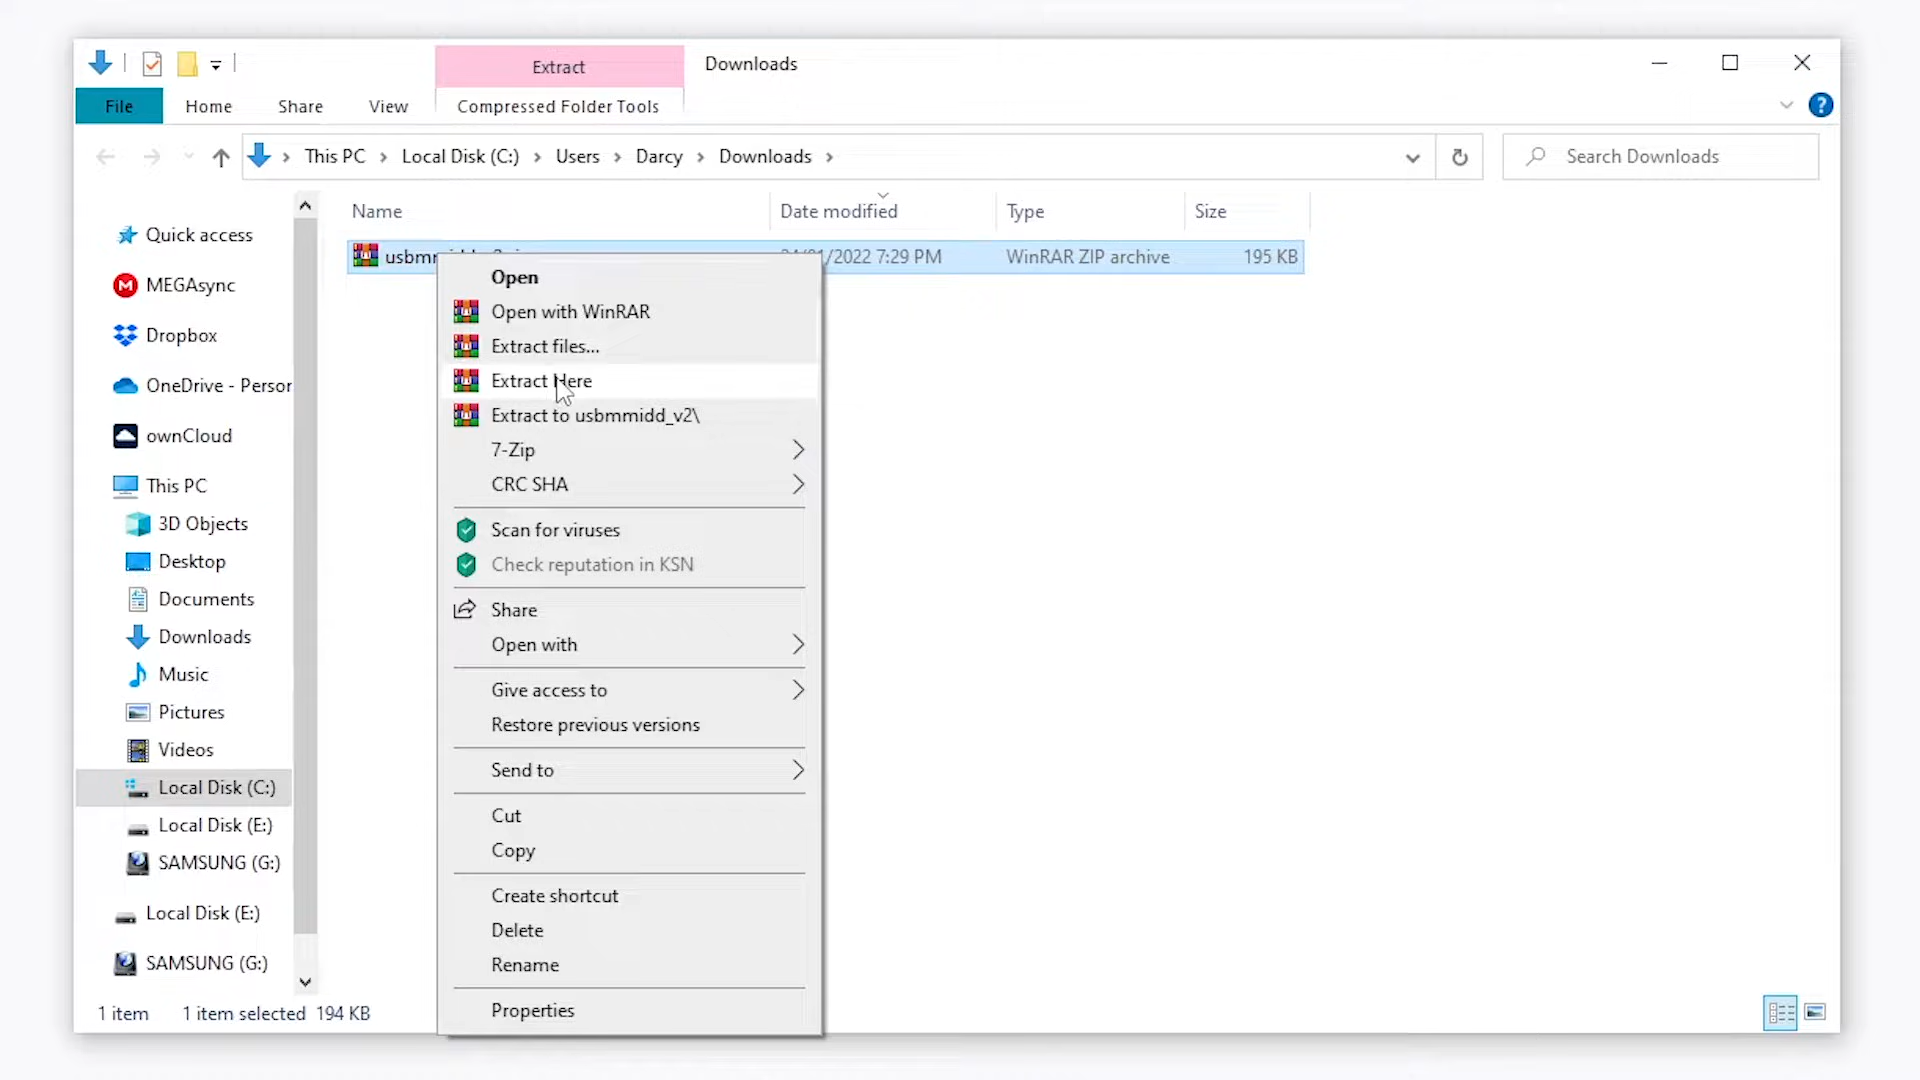 Extract
Downloads
File
Home
Share
View
Compressed Folder Tools
This PC
Local Disk (C:)
Users
Darcy
Downloads
Search Downloads
Name
Date modified
Type
Size
Quick access
MEGAsync
Dropbox
OneDrive - Person
ownCloud
This PC
3D Objects
Desktop
Documents
Downloads
Music
Pictures
Videos
Local Disk (C:)
Local Disk (E:)
SAMSUNG (G:)
Local Disk (E:)
SAMSUNG (G:)
/2022 7:29 PM
WinRAR ZIP archive
195 KB
Open
Open with WinRAR
Extract files...
Extract Here
Extract to usbmmidd_v2\
7-Zip
CRC SHA
Scan for viruses
Check reputation in KSN
Share
Open with
Give access to
Restore previous versions
Send to
Cut
Copy
Create shortcut
Delete
Rename
Properties
1 item
1 item selected 194 KB